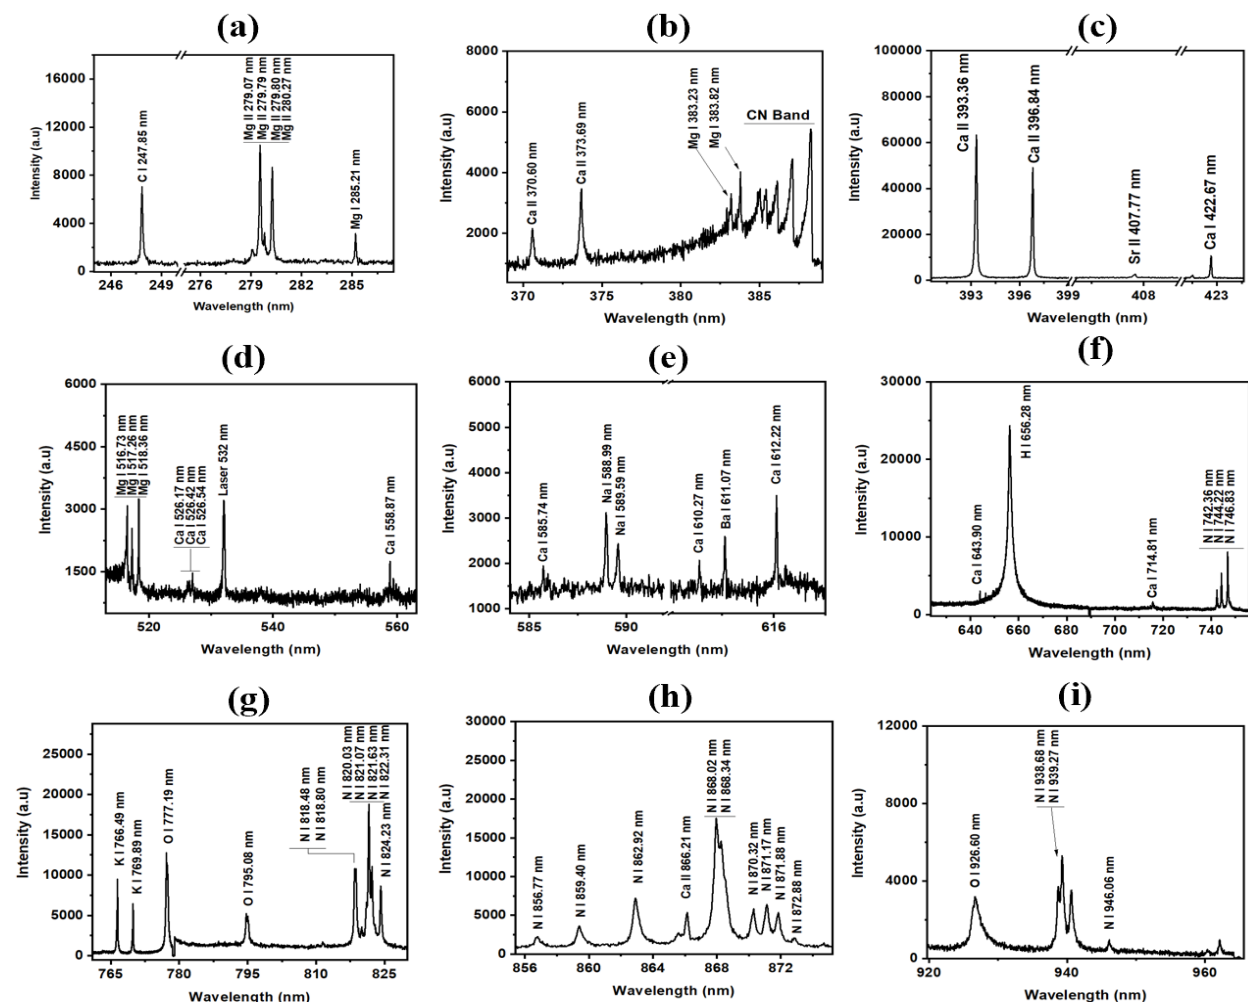 (a)
Intensity (a.u)
16000
12000
8000
4000
0
C I 247.85 nm
Mg II 279.07 nm
Mg II 279.79 nm
Mg II 279.80 nm
Mg II 280.27 nm
Mg I 285.21 nm
246
249
276
279
282
285
Wavelength (nm)
(b)
Intensity (a.u)
8000
6000
4000
2000
0
Ca II 370.60 nm
Ca II 373.69 nm
Mg I 383.23 nm
Mg I 383.82 nm
CN Band
370
375
380
385
Wavelength (nm)
(c)
Intensity (a.u)
100000
80000
60000
40000
20000
0
Ca II 393.36 nm
Ca II 396.84 nm
Sr II 407.77 nm
Ca I 422.67 nm
393
396
399
408
423
Wavelength (nm)
(d)
Intensity (a.u)
6000
4500
3000
1500
Mg I 516.73 nm
Mg I 517.26 nm
Mg I 518.36 nm
Ca I 526.17 nm
Ca I 526.42 nm
Ca I 526.54 nm
Laser 532 nm
Ca I 558.87 nm
520
540
560
Wavelength (nm)
(e)
Intensity (a.u)
6000
5000
4000
3000
2000
1000
Ca I 585.74 nm
Na I 588.99 nm
Na I 589.59 nm
Ca I 610.27 nm
Ba I 611.07 nm
Ca I 612.22 nm
585
590
616
Wavelength (nm)
(f)
Intensity (a.u)
30000
20000
10000
0
Ca I 643.90 nm
H I 656.28 nm
Ca I 714.81 nm
N I 742.36 nm
N I 744.22 nm
N I 746.83 nm
640
660
680
700
720
740
Wavelength (nm)
(g)
Intensity (a.u)
25000
20000
15000
10000
5000
0
K I 766.49 nm
K I 769.89 nm
O I 777.19 nm
O I 795.08 nm
N I 818.48 nm
N I 818.80 nm
N I 820.03 nm
N I 821.07 nm
N I 821.63 nm
N I 822.31 nm
N I 824.23 nm
765
780
795
810
825
Wavelength (nm)
(h)
Intensity (a.u)
30000
25000
20000
15000
10000
5000
0
N I 856.77 nm
N I 859.40 nm
N I 862.92 nm
Ca II 866.21 nm
N I 868.02 nm
N I 868.34 nm
N I 870.32 nm
N I 871.17 nm
N I 871.88 nm
N I 872.88 nm
856
860
864
868
872
Wavelength (nm)
(i)
Intensity (a.u)
12000
8000
4000
0
O I 926.60 nm
N I 938.68 nm
N I 939.27 nm
N I 946.06 nm
920
940
960
Wavelength (nm)